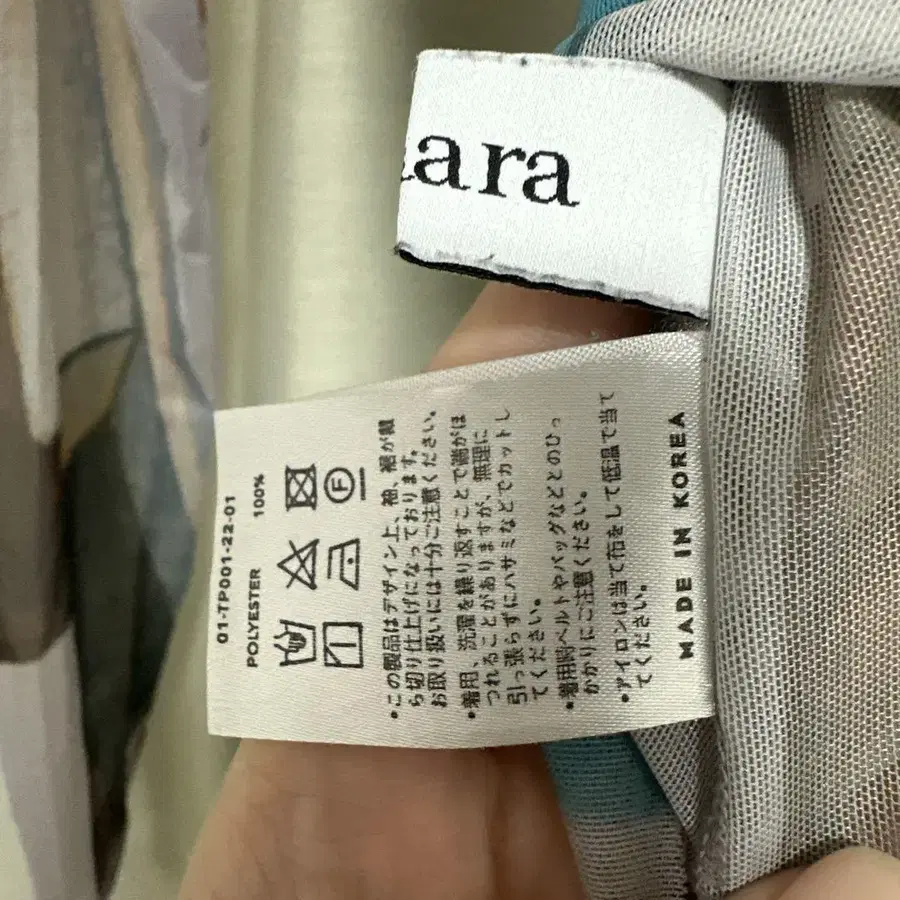 ara
01-TP001-22-01
POLYESTER 100%
•この製品はデザイン上、袖、裾が裁
ち切り仕上げになっております。
お取り扱いには十分ご注意ください。
•着用、洗濯を繰り返すことで端がほ
つれることがありますが、無理に
引っ張らずにハサミなどでカットし
てください。
•着用時ベルトやバッグなどとのひっ
かかりにご注意ください。
•アイロンは当て布をして低温で当て
てください。
MADE IN KOREA